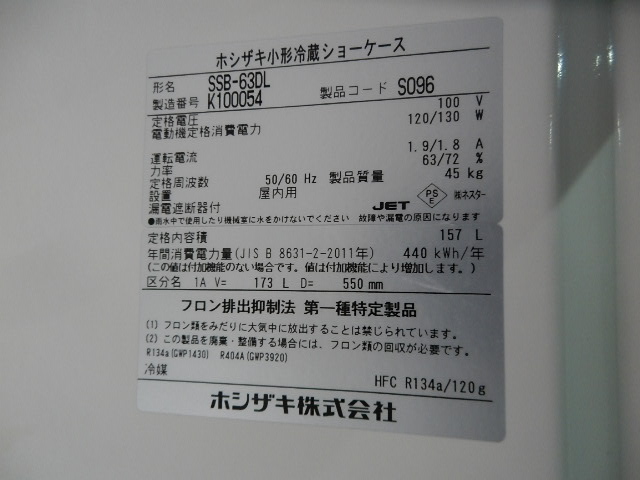 ホシザキ小形冷蔵ショーケース
形名 SSB-63DL 製品コード S096
製造番号 K100054
定格電圧 100 V
電動機定格消費電力 120/130 W
運転電流 1.9/1.8 A
力率 63/72 %
定格周波数 50/60 Hz 製品質量 45 kg
設置 屋内用
漏電遮断器付 JET PSE ㈱ネスター
●雨水中で使用したり機械室に水をかけないでください 故障や漏電の原因になります
定格内容積 157 L
年間消費電力量(JIS B 8631-2-2011年) 440 kWh/年
(この値は付加機能のない場合です。値は付加機能により増加します。)
区分名 1A V= 173 L D= 550 mm
フロン排出抑制法 第一種特定製品
(1) フロン類をみだりに大気中に放出することは禁じられています。
(2) この製品を廃棄・整備する場合には、フロン類の回収が必要です。
R134a(GWP1430) R404A(GWP3920)
冷媒 HFC R134a/120g
ホシザキ株式会社